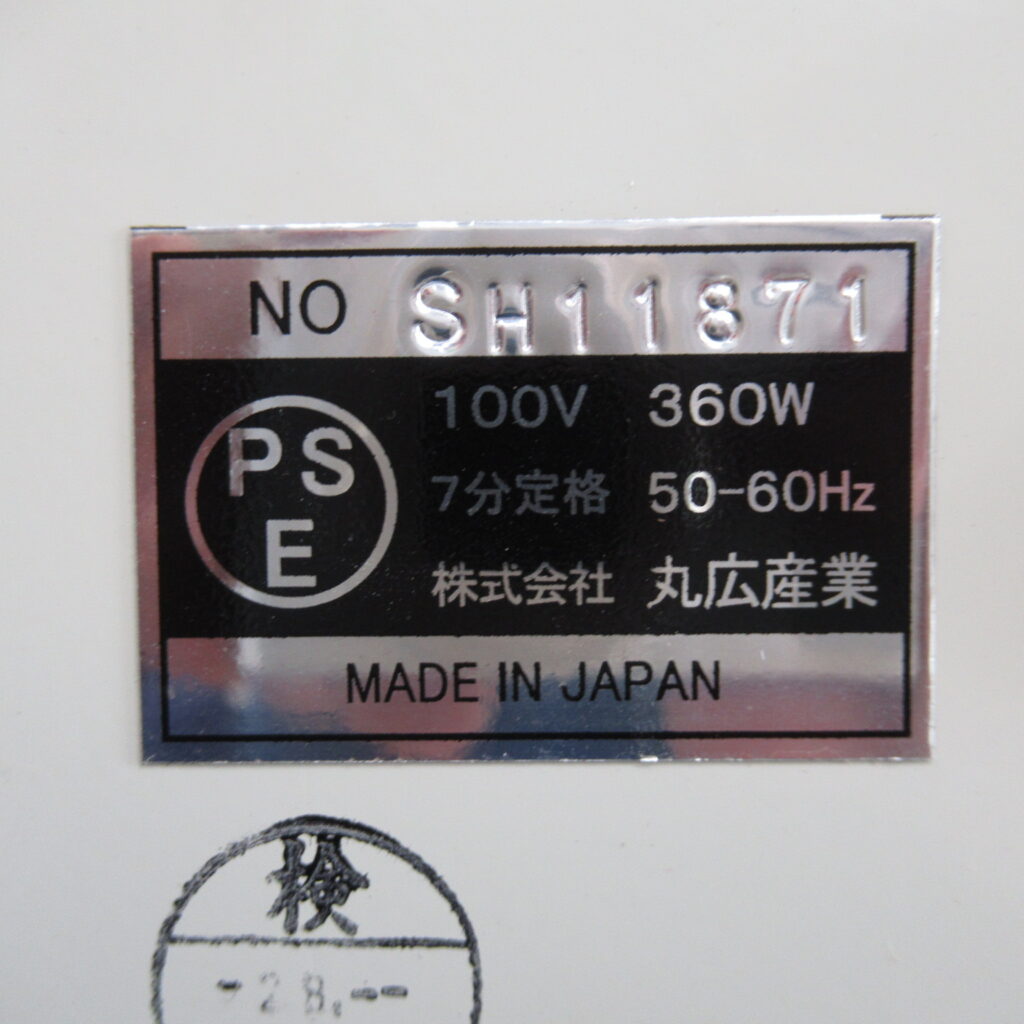 NO SH11871
PS
E
100V 360W
7分定格 50-60Hz
株式会社 丸広産業
MADE IN JAPAN
検